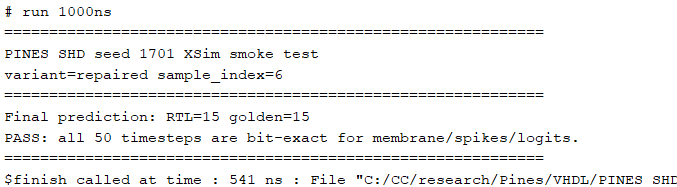 # run 1000ns
============================================================
PINES SHD seed 1701 XSim smoke test
variant=repaired sample_index=6
============================================================
Final prediction: RTL=15 golden=15
PASS: all 50 timesteps are bit-exact for membrane/spikes/logits.
============================================================
$finish called at time : 541 ns : File "C:/CC/research/Pines/VHDL/PINES SHD